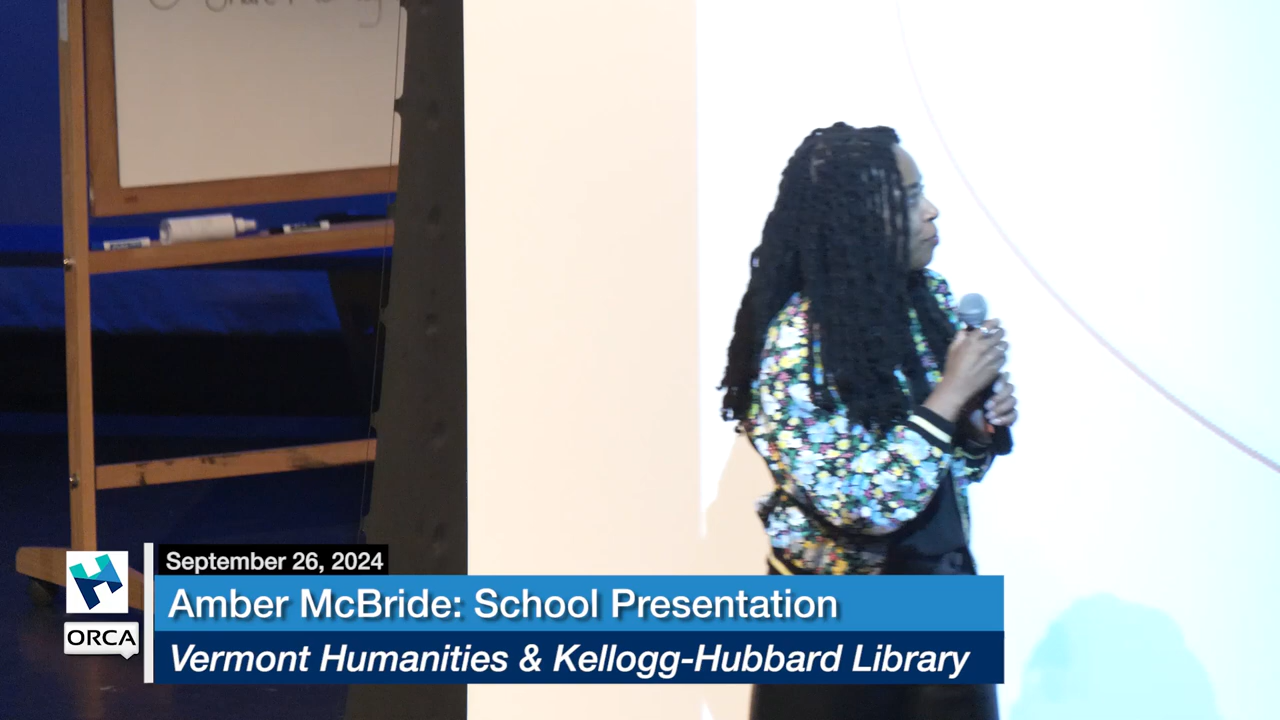 September 26, 2024
Amber McBride: School Presentation
Vermont Humanities & Kellogg-Hubbard Library
ORCA